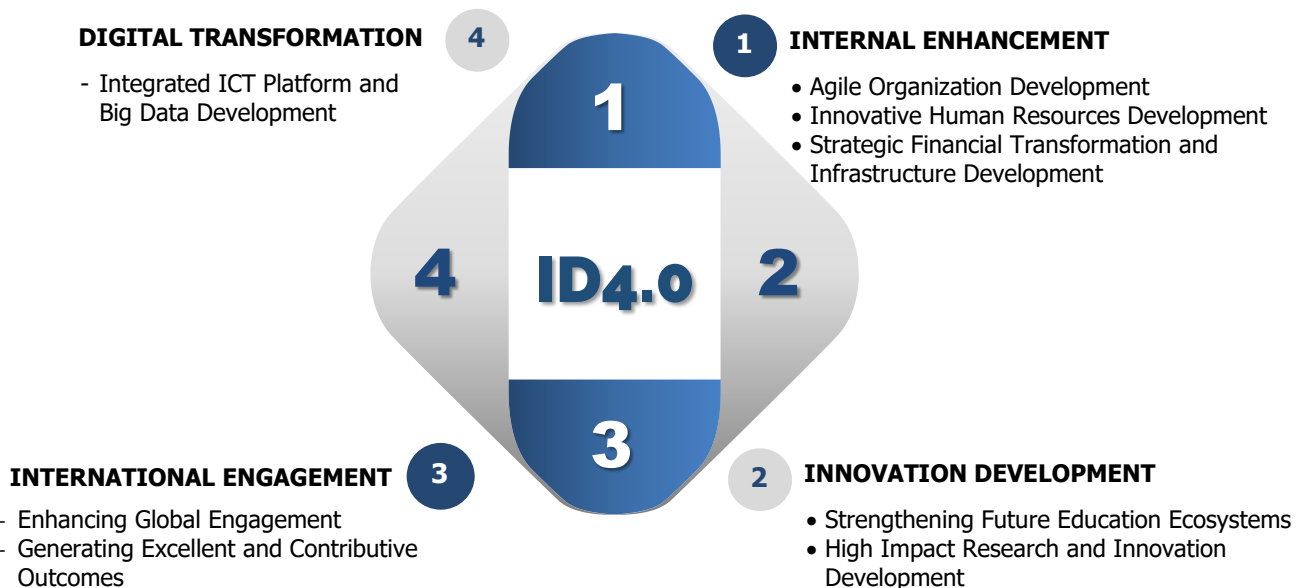 DIGITAL TRANSFORMATION
4
- Integrated ICT Platform and
Big Data Development
1
INTERNAL ENHANCEMENT
• Agile Organization Development
• Innovative Human Resources Development
• Strategic Financial Transformation and
Infrastructure Development
1
4
ID4.0
2
3
INTERNATIONAL ENGAGEMENT
3
- Enhancing Global Engagement
- Generating Excellent and Contributive
Outcomes
2
INNOVATION DEVELOPMENT
• Strengthening Future Education Ecosystems
• High Impact Research and Innovation
Development